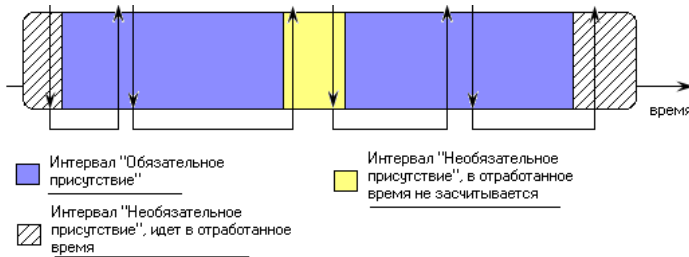 время
Интервал "Обязательное
присутствие"
Интервал "Необязательное
присутствие", в отработанное
время не засчитывается
Интервал "Необязательное
присутствие", идет в отработанное
время